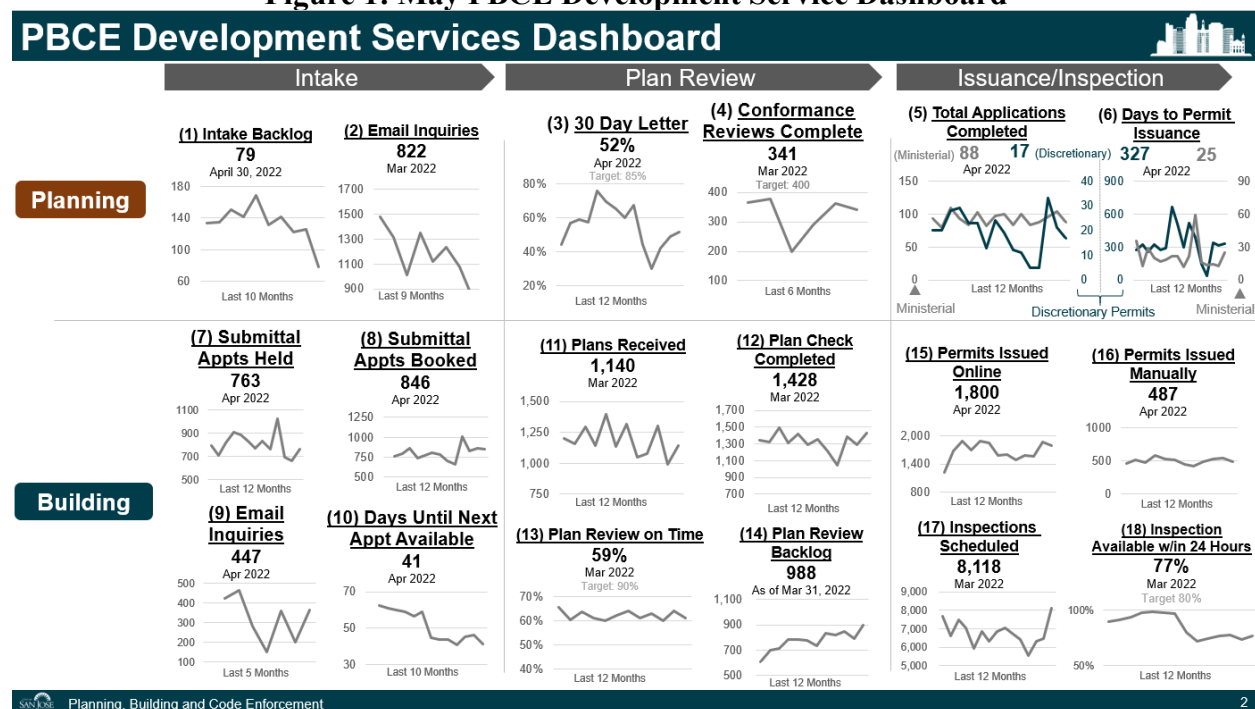 Figure 1: May PBCE Development Service Dashboard
PBCE Development Services Dashboard
Intake
Plan Review
Issuance/Inspection
Planning
(1) Intake Backlog
79
April 30, 2022
180
140
100
60
Last 10 Months
(2) Email Inquiries
822
Mar 2022
1700
1500
1300
1100
900
Last 9 Months
(3) 30 Day Letter
52%
Apr 2022
Target: 85%
80%
60%
40%
20%
Last 12 Months
(4) Conformance
Reviews Complete
341
Mar 2022
Target: 400
400
300
200
100
Last 6 Months
(5) Total Applications
Completed
(Ministerial) 88 17 (Discretionary)
Apr 2022
150
100
50
0
40
30
20
10
0
Last 12 Months
Ministerial
(6) Days to Permit
Issuance
327 25
Apr 2022
900
600
300
0
90
60
30
0
Last 12 Months
Discretionary Permits
Ministerial
Building
(7) Submittal
Appts Held
763
Apr 2022
1100
900
700
500
Last 12 Months
(8) Submittal
Appts Booked
846
Apr 2022
1250
1000
750
500
Last 12 Months
(9) Email
Inquiries
447
Apr 2022
500
400
300
200
100
Last 5 Months
(10) Days Until Next
Appt Available
41
Apr 2022
70
50
30
Last 10 Months
(11) Plans Received
1,140
Mar 2022
1,500
1,250
1,000
750
Last 12 Months
(12) Plan Check
Completed
1,428
Mar 2022
1,700
1,500
1,300
1,100
900
700
Last 12 Months
(13) Plan Review on Time
59%
Mar 2022
Target: 90%
70%
60%
50%
40%
Last 12 Months
(14) Plan Review
Backlog
988
As of Mar 31, 2022
1,100
900
700
500
Last 12 Months
(15) Permits Issued
Online
1,800
Apr 2022
2,000
1,400
800
Last 12 Months
(16) Permits Issued
Manually
487
Apr 2022
1000
500
0
Last 12 Months
(17) Inspections
Scheduled
8,118
Mar 2022
9,000
8,000
7,000
6,000
5,000
Last 12 Months
(18) Inspection
Available w/in 24 Hours
77%
Mar 2022
Target 80%
100%
50%
Last 12 Months
SAN JOSE
Planning, Building and Code Enforcement
2